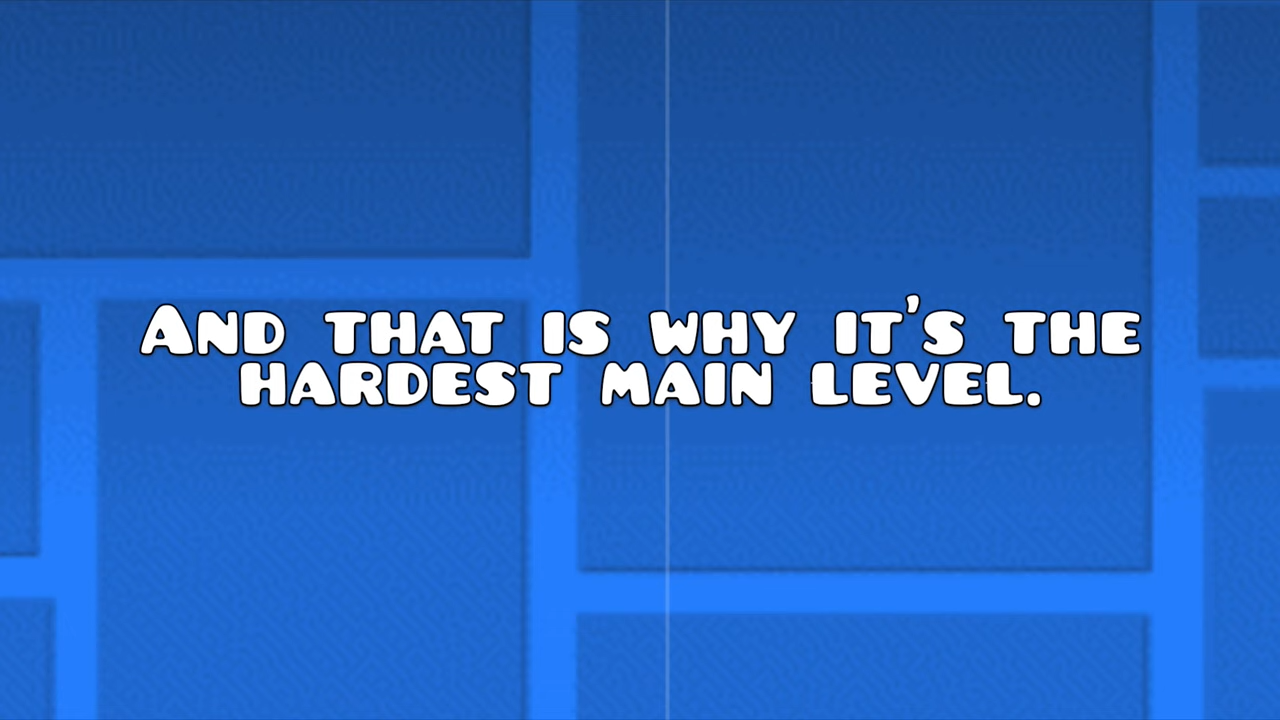 And that is why it's the
hardest main level.